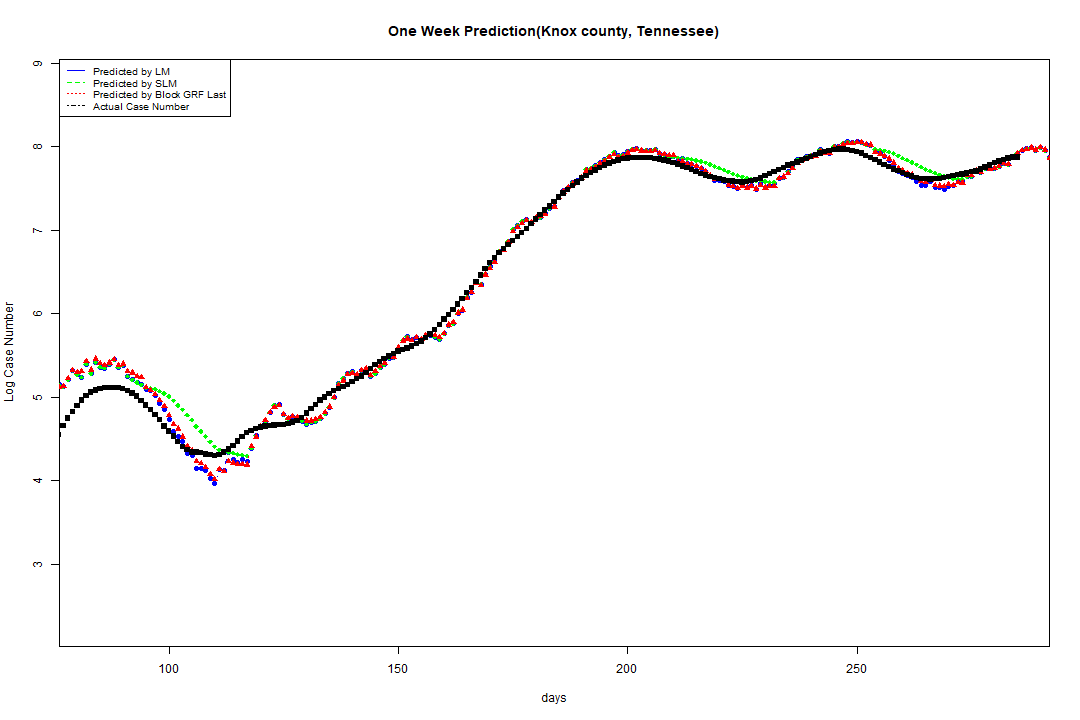 One Week Prediction(Knox county, Tennessee)
Predicted by LM
Predicted by SLM
Predicted by Block GRF Last
Actual Case Number
9
8
7
6
5
4
3
Log Case Number
100 150 200 250
days